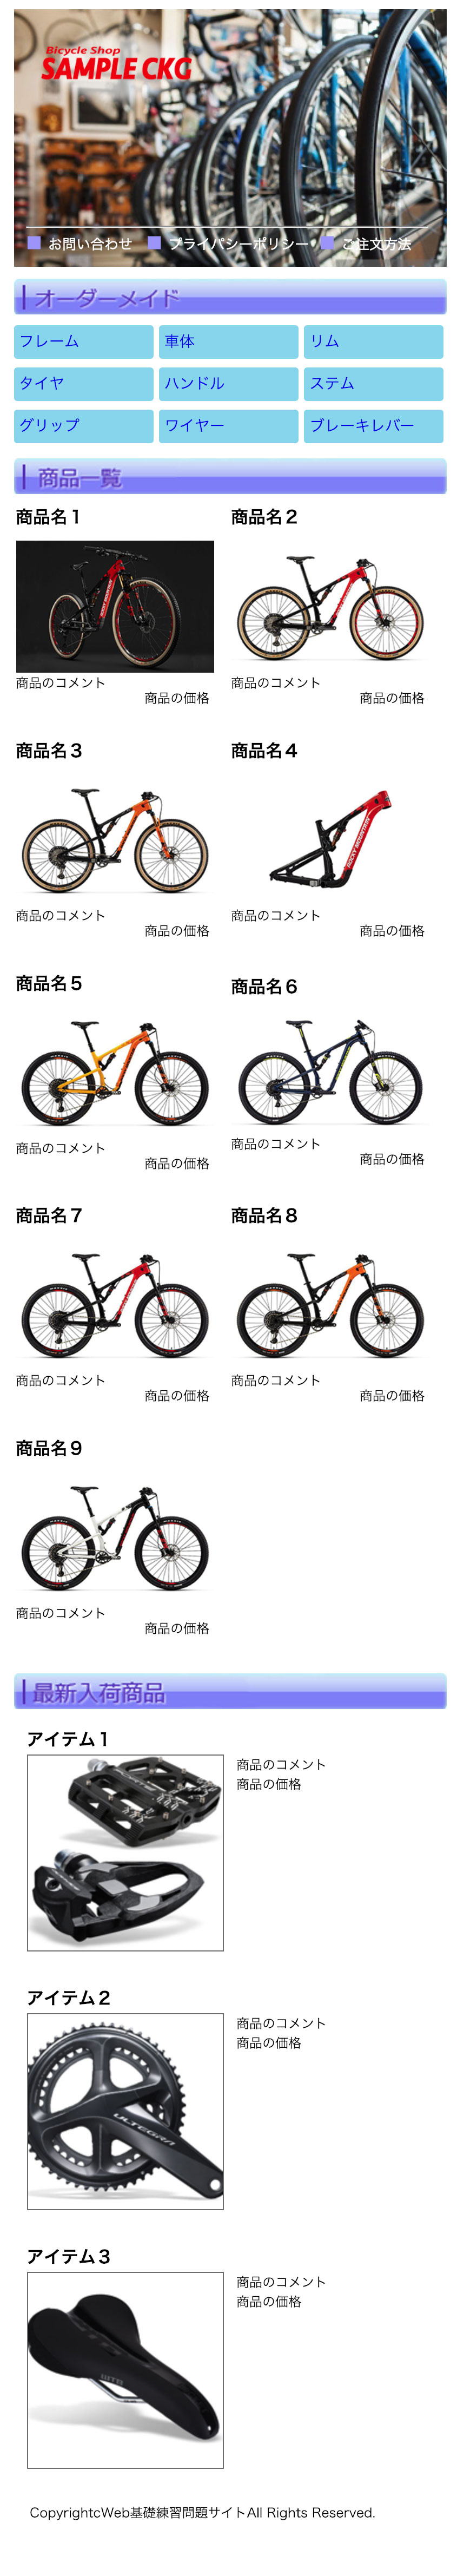 Bicycle Shop
SAMPLE CKG
お問い合わせ プライバシーポリシー ご注文方法
オーダーメイド
フレーム 車体 リム
タイヤ ハンドル ステム
グリップ ワイヤー ブレーキレバー
商品一覧
商品名１ 商品名２
ROCKY MOUNTAIN
商品のコメント 商品のコメント
商品の価格 商品の価格
商品名３ 商品名４
ROCKY MOUNTAIN
商品のコメント 商品のコメント
商品の価格 商品の価格
商品名５ 商品名６
商品のコメント 商品のコメント
商品の価格 商品の価格
商品名７ 商品名８
商品のコメント 商品のコメント
商品の価格 商品の価格
商品名９
商品のコメント
商品の価格
最新入荷商品
アイテム１
商品のコメント
商品の価格
アイテム２
商品のコメント
商品の価格
ULTEGRA
アイテム３
商品のコメント
商品の価格
WTB
CopyrightcWeb基礎練習問題サイトAll Rights Reserved.